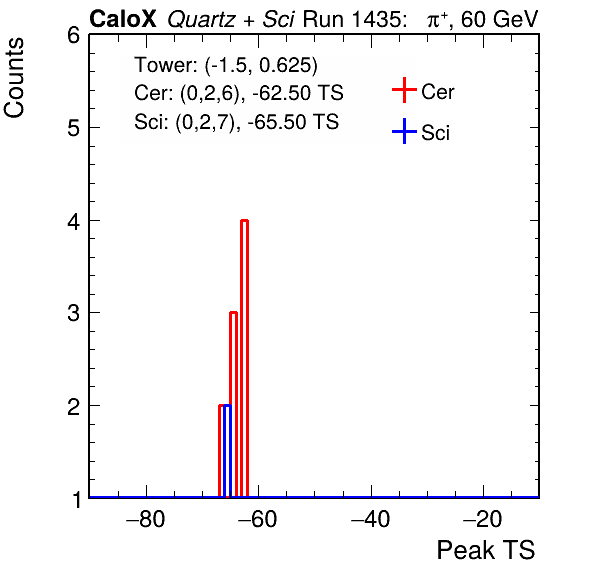 CaloX Quartz + Sci Run 1435: π⁺, 60 GeV
Counts
Tower: (-1.5, 0.625)
Cer: (0,2,6), -62.50 TS
Sci: (0,2,7), -65.50 TS
Cer
Sci
6
5
4
3
2
1
−80 −60 −40 −20
Peak TS